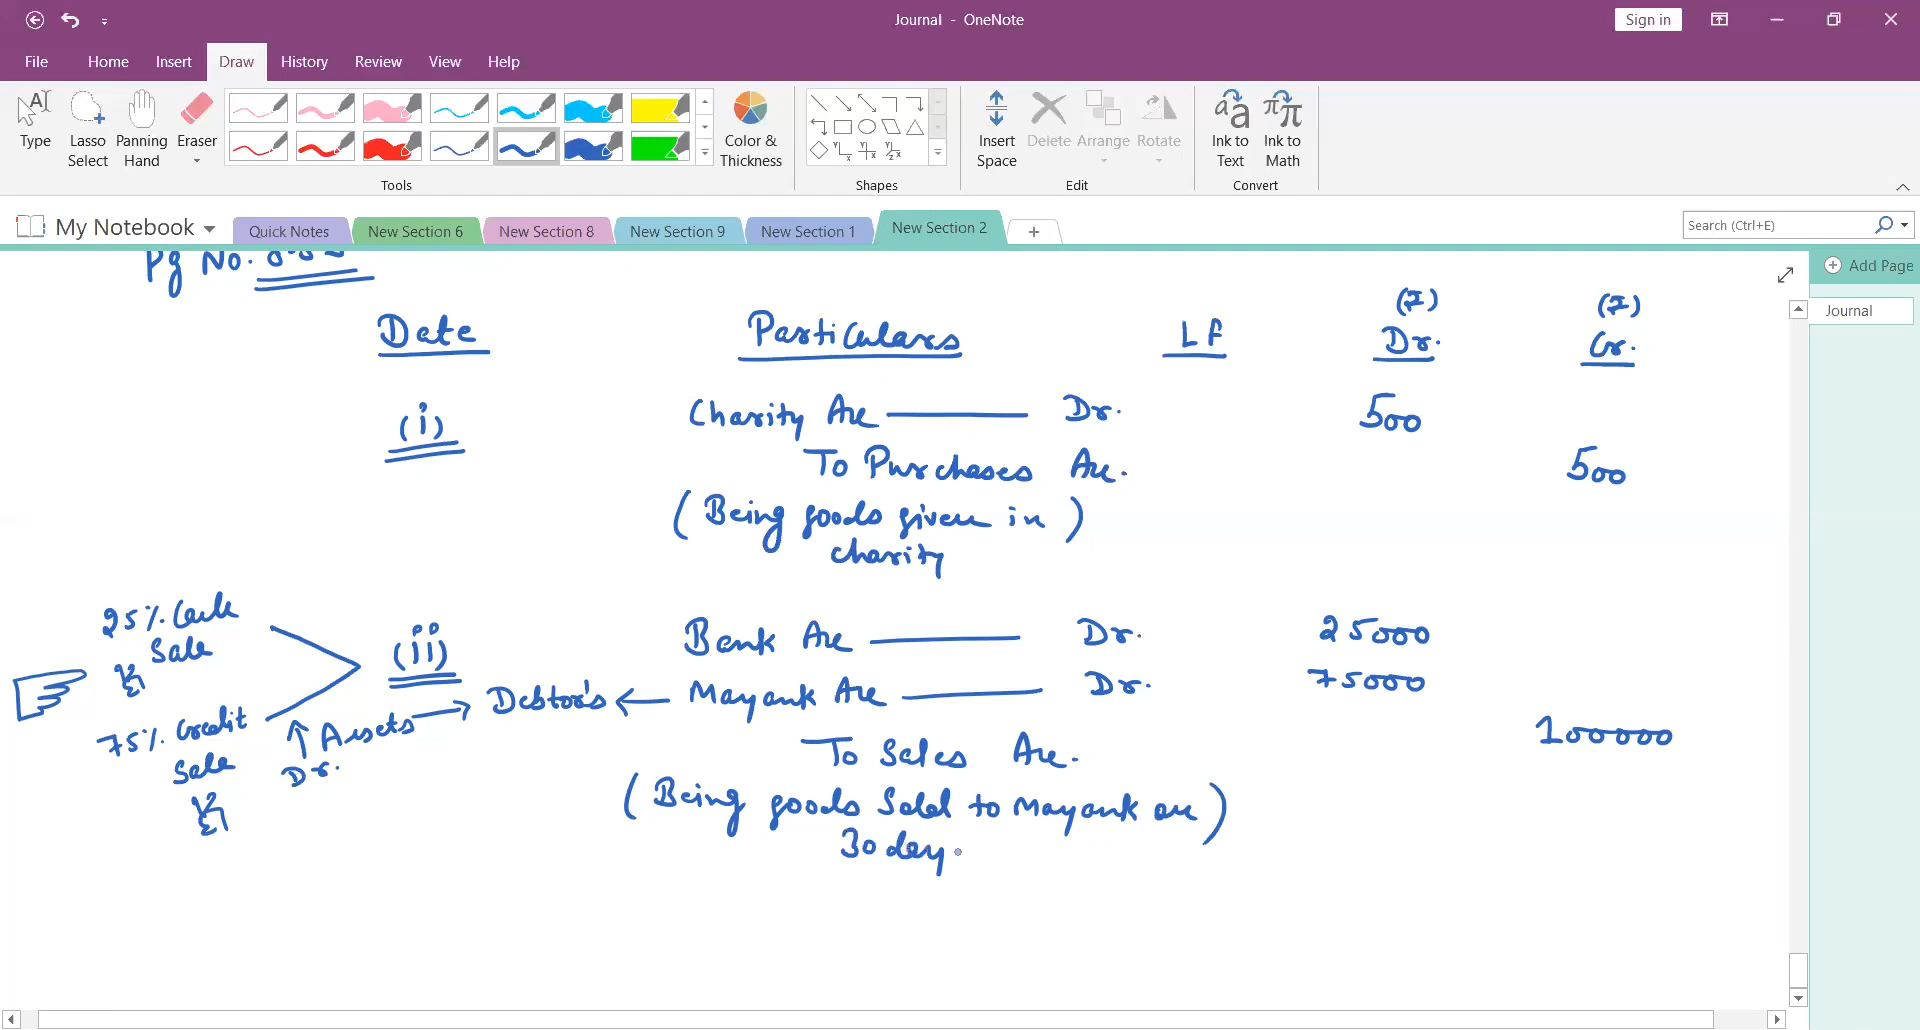 Journal - OneNote
Sign in
File Home Insert Draw History Review View Help
Type
Lasso Select
Panning Hand
Eraser
Color & Thickness
Insert Space
Delete
Arrange
Rotate
Ink to Text
Ink to Math
Tools
Shapes
Edit
Convert
My Notebook
Quick Notes
New Section 6
New Section 8
New Section 9
New Section 1
New Section 2
Search (Ctrl+E)
Add Page
Journal
Pg No.
Date Particulars LF (₹) Dr. (₹) Cr.
(i) Charity A/c Dr. 500
To Purchases A/c. 500
(Being goods given in)
charity
25% Cash
Sale
(ii) Bank A/c Dr. 25000
Debtor's Mayank A/c Dr. 75000
75% Credit
Sale
Assets
Dr.
To Sales A/c. 100000
(Being goods Sold to Mayank on)
30 day